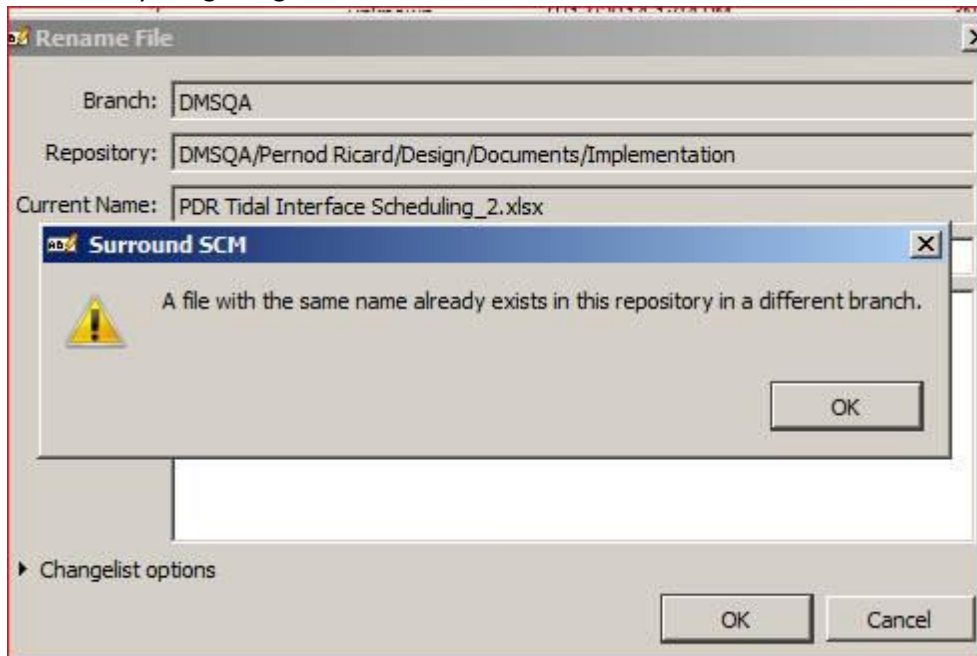 Rename File
Branch: DMSQA
Repository: DMSQA/Pernod Ricard/Design/Documents/Implementation
Current Name: PDR Tidal Interface Scheduling_2.xlsx
Surround SCM
A file with the same name already exists in this repository in a different branch.
OK
Changelist options
OK Cancel